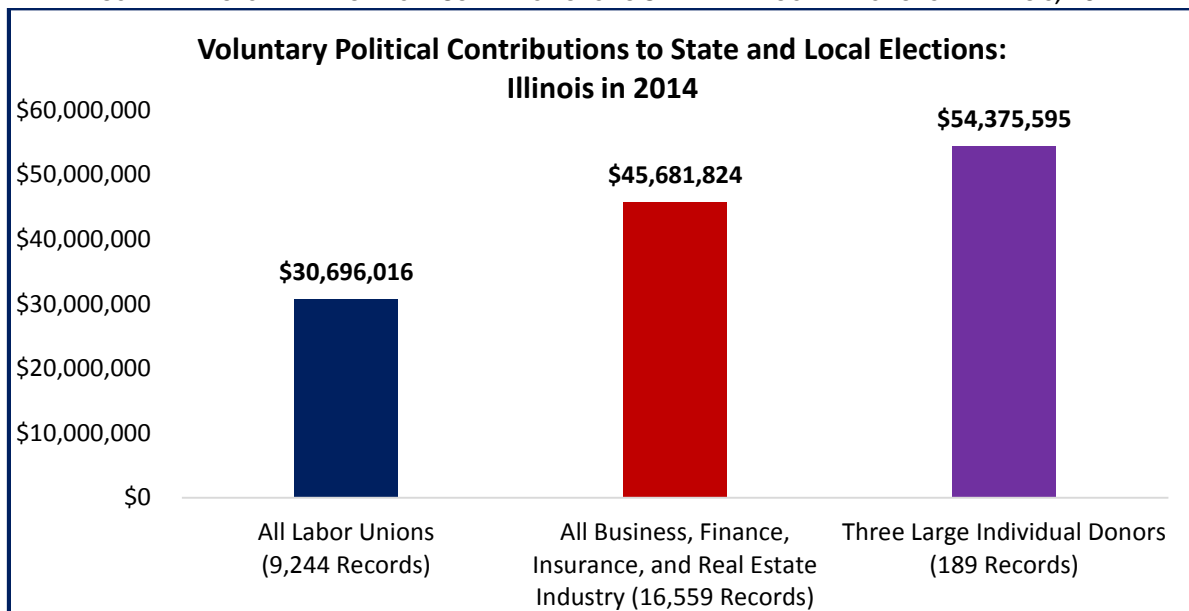 Voluntary Political Contributions to State and Local Elections:
Illinois in 2014
$60,000,000
$50,000,000
$40,000,000
$30,000,000
$20,000,000
$10,000,000
$0
$30,696,016
$45,681,824
$54,375,595
All Labor Unions
(9,244 Records)
All Business, Finance,
Insurance, and Real Estate
Industry (16,559 Records)
Three Large Individual Donors
(189 Records)